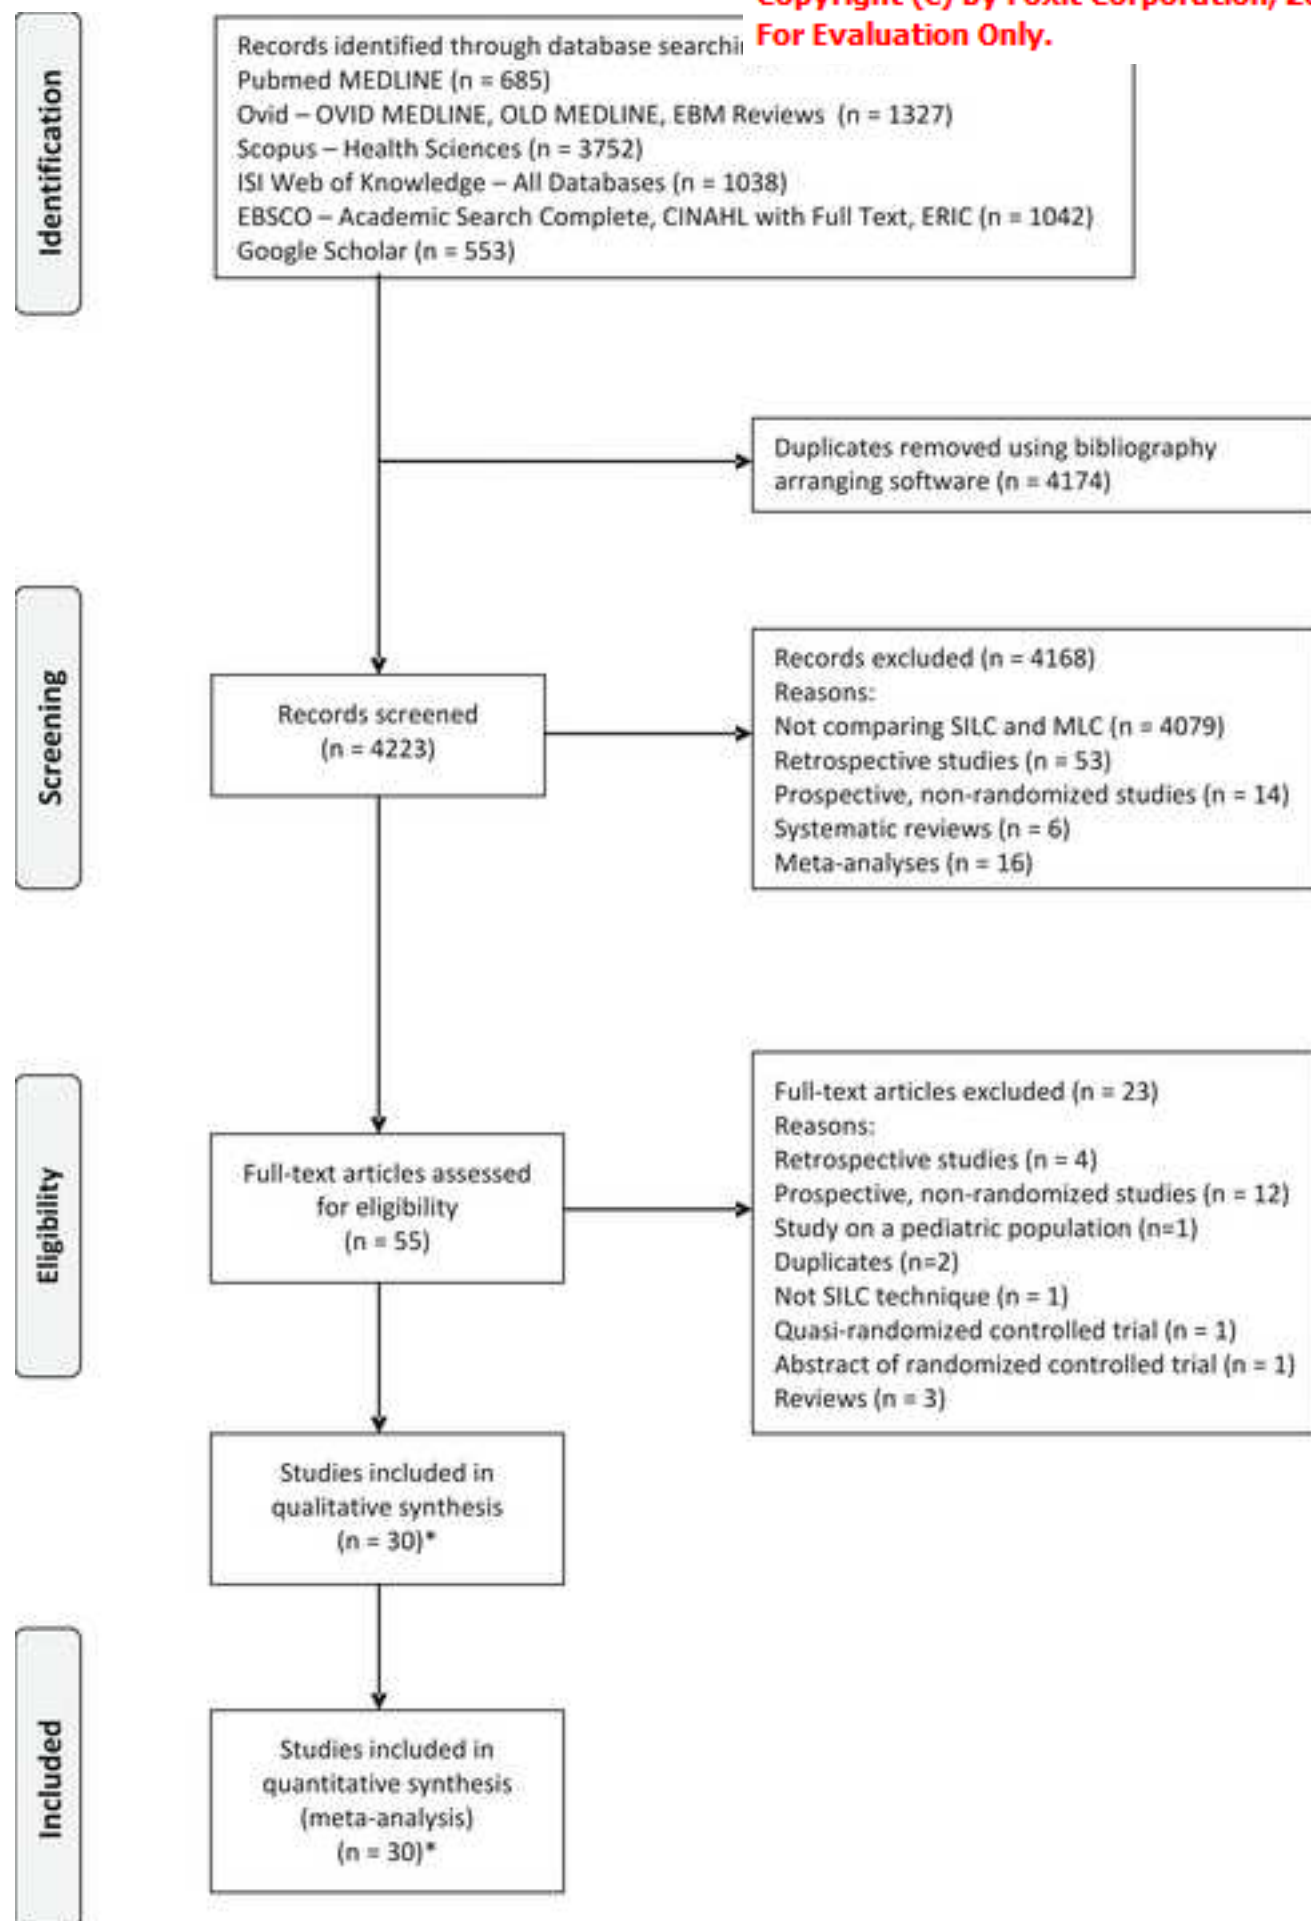 Copyright (C) by Foxit Corporation,
For Evaluation Only.
Identification
Records identified through database
Pubmed MEDLINE (n = 685)
Ovid – OVID MEDLINE, OLD MEDLINE, EBM Reviews (n = 1327)
Scopus – Health Sciences (n = 3752)
ISI Web of Knowledge – All Databases (n = 1038)
EBSCO – Academic Search Complete, CINAHL with Full Text, ERIC (n = 1042)
Google Scholar (n = 553)
Duplicates removed using bibliography
arranging software (n = 4174)
Screening
Records screened
(n = 4223)
Records excluded (n = 4168)
Reasons:
Not comparing SILC and MLC (n = 4079)
Retrospective studies (n = 53)
Prospective, non-randomized studies (n = 14)
Systematic reviews (n = 6)
Meta-analyses (n = 16)
Eligibility
Full-text articles assessed
for eligibility
(n = 55)
Full-text articles excluded (n = 23)
Reasons:
Retrospective studies (n = 4)
Prospective, non-randomized studies (n = 12)
Study on a pediatric population (n=1)
Duplicates (n=2)
Not SILC technique (n = 1)
Quasi-randomized controlled trial (n = 1)
Abstract of randomized controlled trial (n = 1)
Reviews (n = 3)
Studies included in
qualitative synthesis
(n = 30)*
Included
Studies included in
quantitative synthesis
(meta-analysis)
(n = 30)*